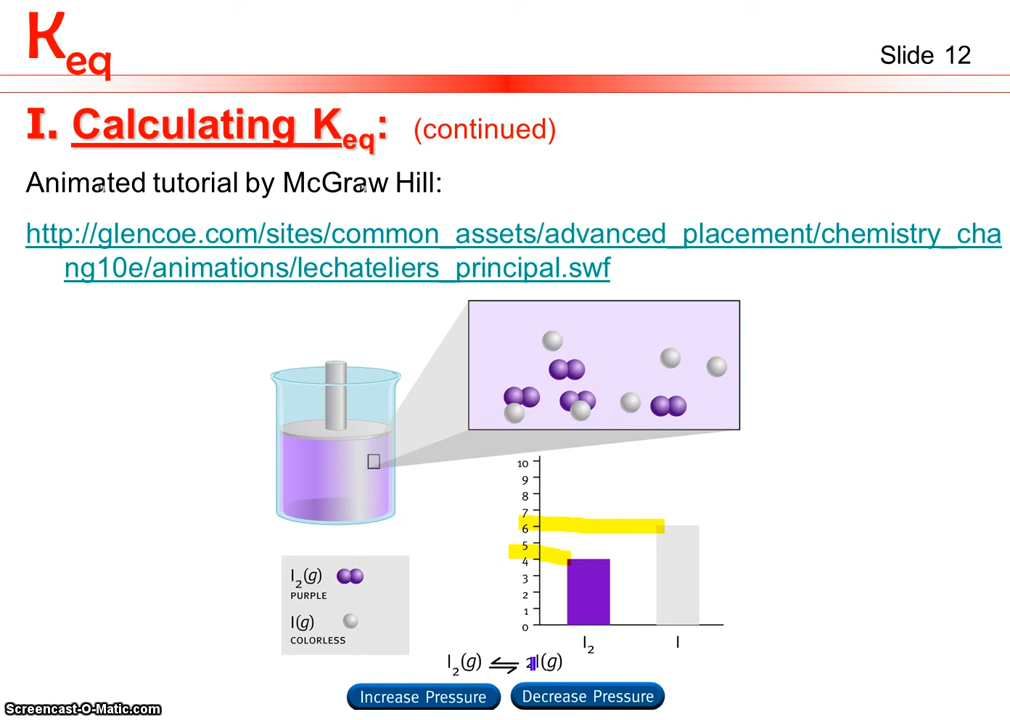 Keq
Slide 12
I. Calculating Keq: (continued)
Animated tutorial by McGraw Hill:
http://glencoe.com/sites/common_assets/advanced_placement/chemistry_cha
ng10e/animations/lechateliers_principal.swf
10
9
8
7
6
5
4
3
2
1
0
I2
I
I2(g)
PURPLE
I(g)
COLORLESS
I2(g) ⇌ 2I(g)
Increase Pressure
Decrease Pressure
Screencast-O-Matic.com